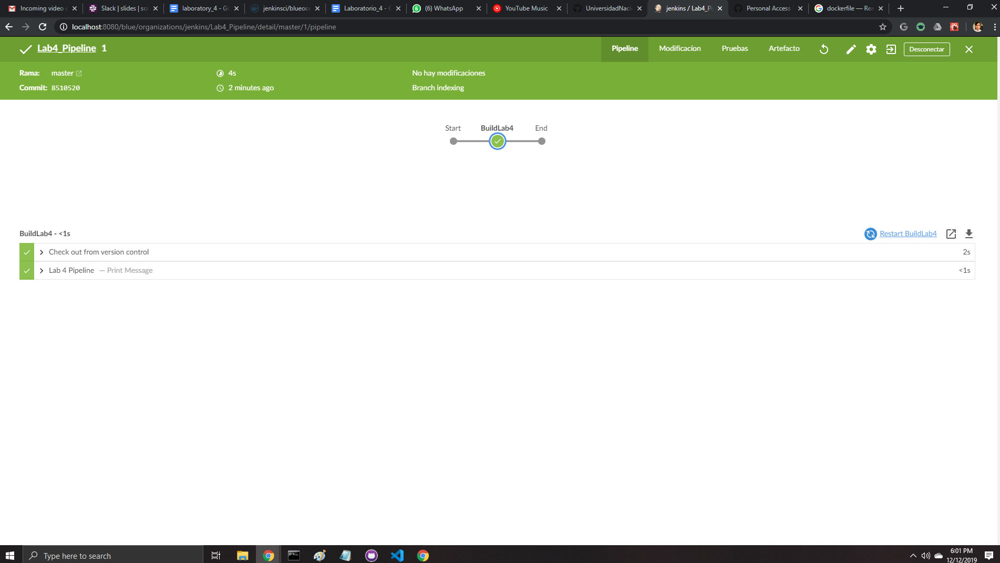 Incoming video c
Slack | slides | so
laboratory_4 - Go
jenkinsci/blueoce
Laboratorio_4 - G
(6) WhatsApp
YouTube Music
UniversidadNaci
jenkins / Lab4_Pi
Personal Access
dockerfile — Rea
localhost:8080/blue/organizations/jenkins/Lab4_Pipeline/detail/master/1/pipeline
Lab4_Pipeline 1
Pipeline
Modificacíon
Pruebas
Artefacto
Desconectar
Rama: master
4s
No hay modificaciones
Commit: 8510520
2 minutes ago
Branch indexing
Start
BuildLab4
End
BuildLab4 - <1s
Restart BuildLab4
Check out from version control
2s
Lab 4 Pipeline — Print Message
<1s
Type here to search
6:01 PM
12/12/2019